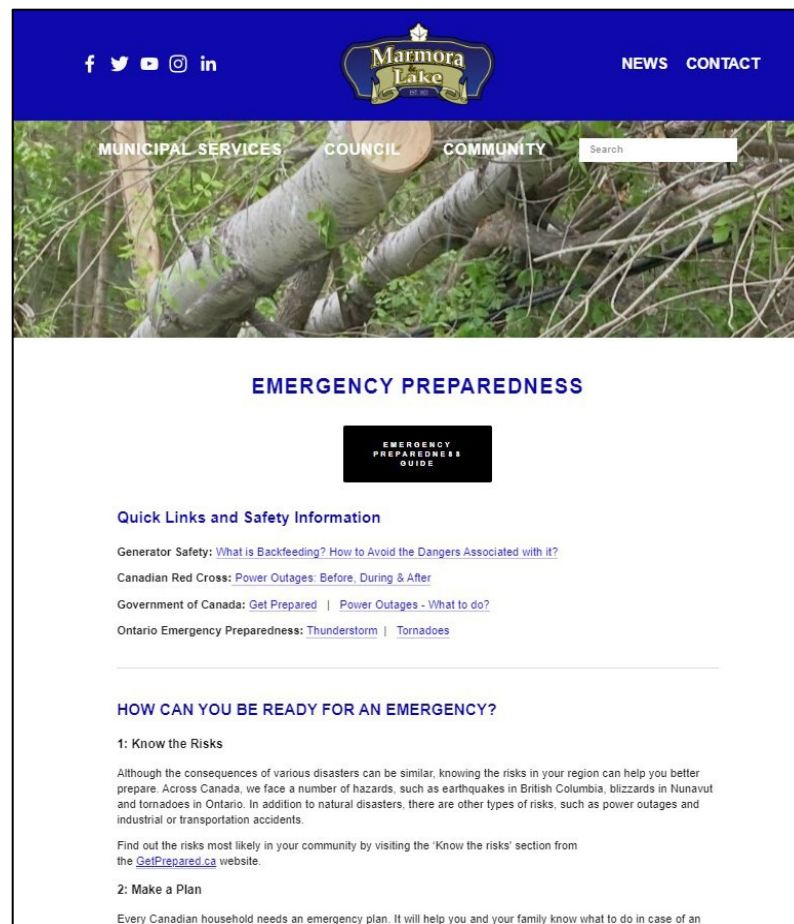 Marmora
&
Lake
EST. 1821
NEWS CONTACT
MUNICIPAL SERVICES COUNCIL COMMUNITY Search
EMERGENCY PREPAREDNESS
EMERGENCY
PREPAREDNESS
GUIDE
Quick Links and Safety Information
Generator Safety: What is Backfeeding? How to Avoid the Dangers Associated with it?
Canadian Red Cross: Power Outages: Before, During & After
Government of Canada: Get Prepared | Power Outages - What to do?
Ontario Emergency Preparedness: Thunderstorm | Tornadoes
HOW CAN YOU BE READY FOR AN EMERGENCY?
1: Know the Risks
Although the consequences of various disasters can be similar, knowing the risks in your region can help you better
prepare. Across Canada, we face a number of hazards, such as earthquakes in British Columbia, blizzards in Nunavut
and tornadoes in Ontario. In addition to natural disasters, there are other types of risks, such as power outages and
industrial or transportation accidents.
Find out the risks most likely in your community by visiting the 'Know the risks' section from
the GetPrepared.ca website.
2: Make a Plan
Every Canadian household needs an emergency plan. It will help you and your family know what to do in case of an